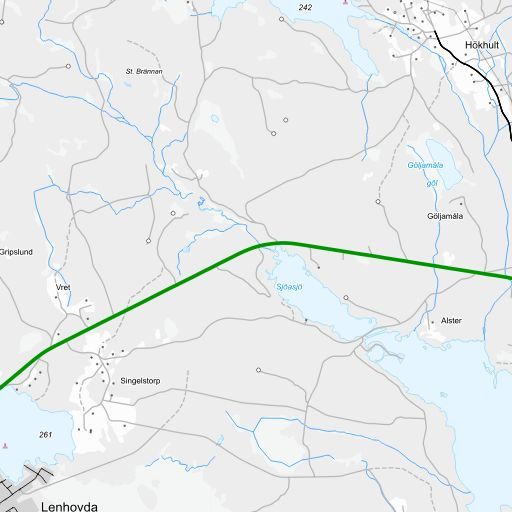 242
Hökhult
St. Brännan
Göljamåla
göl
Göljamåla
Gripslund
Sjöasjö
Vret
Alster
Singelstorp
261
Lenhovda